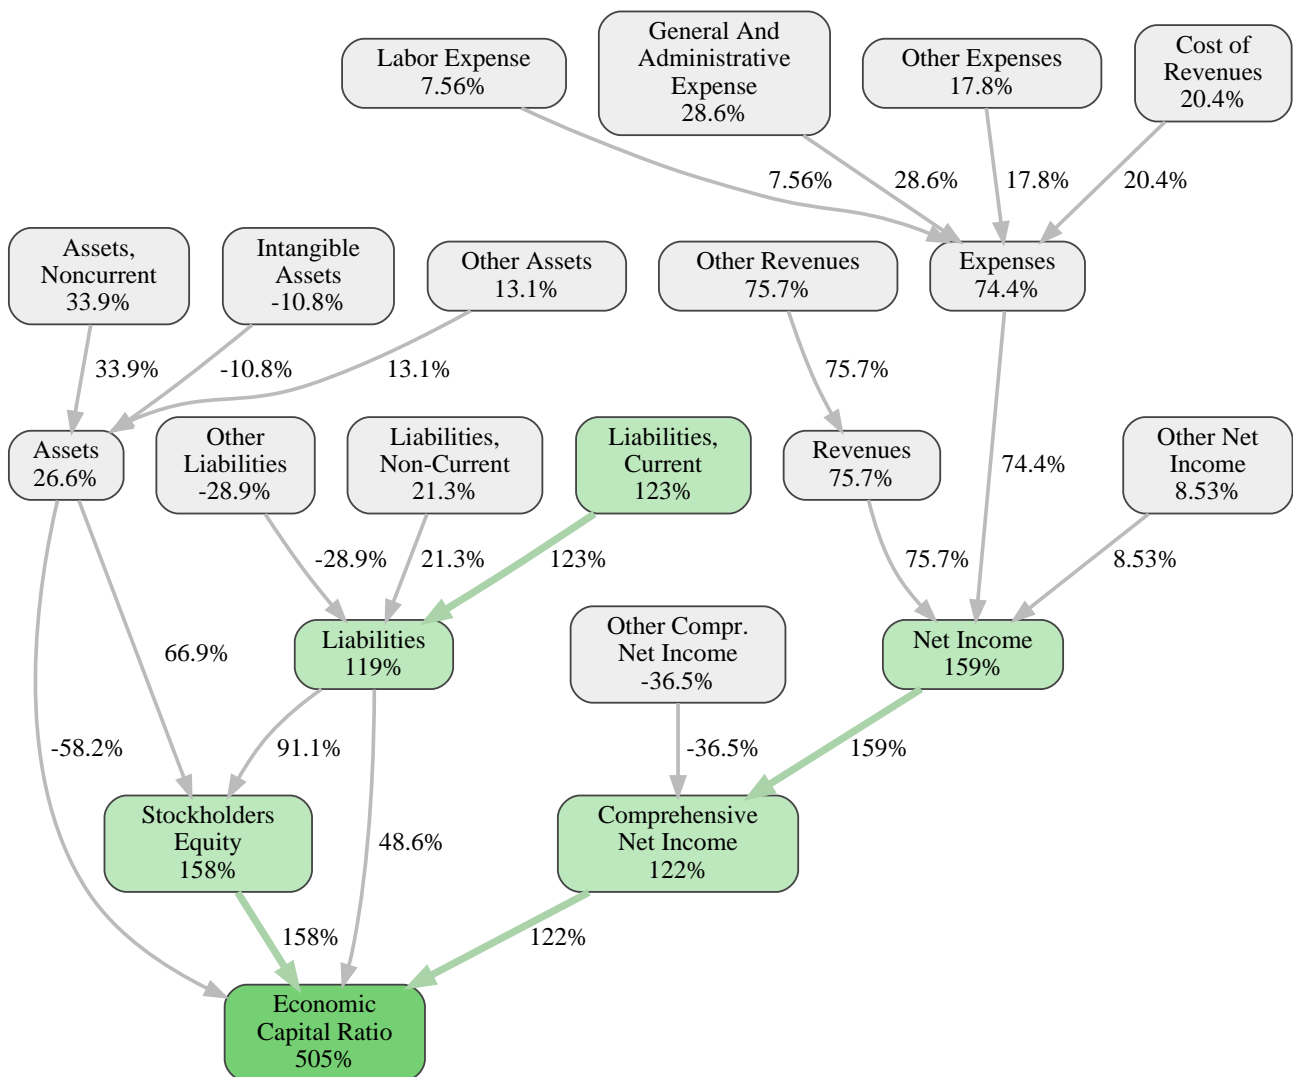 Labor Expense
7.56%
General And
Administrative
Expense
28.6%
Other Expenses
17.8%
Cost of
Revenues
20.4%
7.56%
28.6%
17.8%
20.4%
Assets,
Noncurrent
33.9%
Intangible
Assets
-10.8%
Other Assets
13.1%
Other Revenues
75.7%
Expenses
74.4%
33.9%
-10.8%
13.1%
75.7%
Assets
26.6%
Other
Liabilities
-28.9%
Liabilities,
Non-Current
21.3%
Liabilities,
Current
123%
Revenues
75.7%
74.4%
Other Net
Income
8.53%
-28.9%
21.3%
123%
75.7%
8.53%
66.9%
Liabilities
119%
Other Compr.
Net Income
-36.5%
Net Income
159%
-58.2%
91.1%
-36.5%
159%
Stockholders
Equity
158%
48.6%
Comprehensive
Net Income
122%
158%
122%
Economic
Capital Ratio
505%